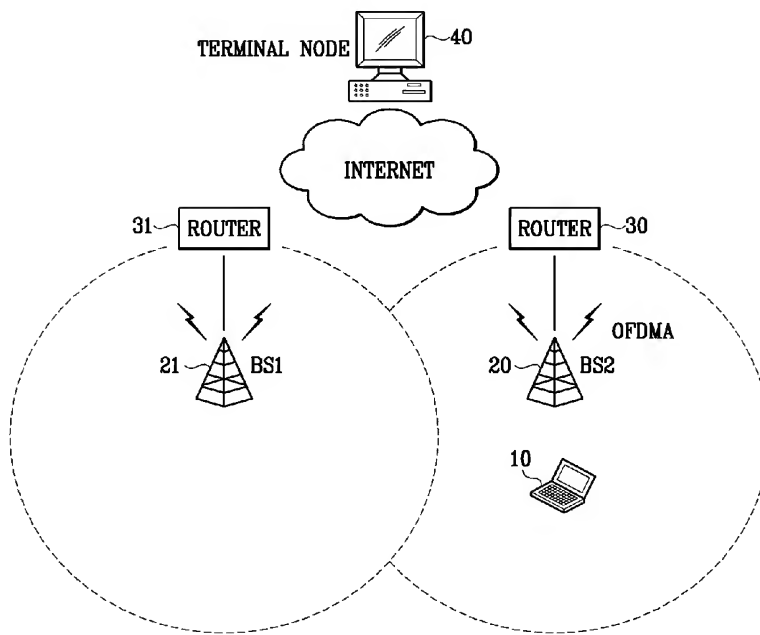 TERMINAL NODE
40
INTERNET
31
ROUTER
ROUTER
30
OFDMA
21
BS1
20
BS2
10